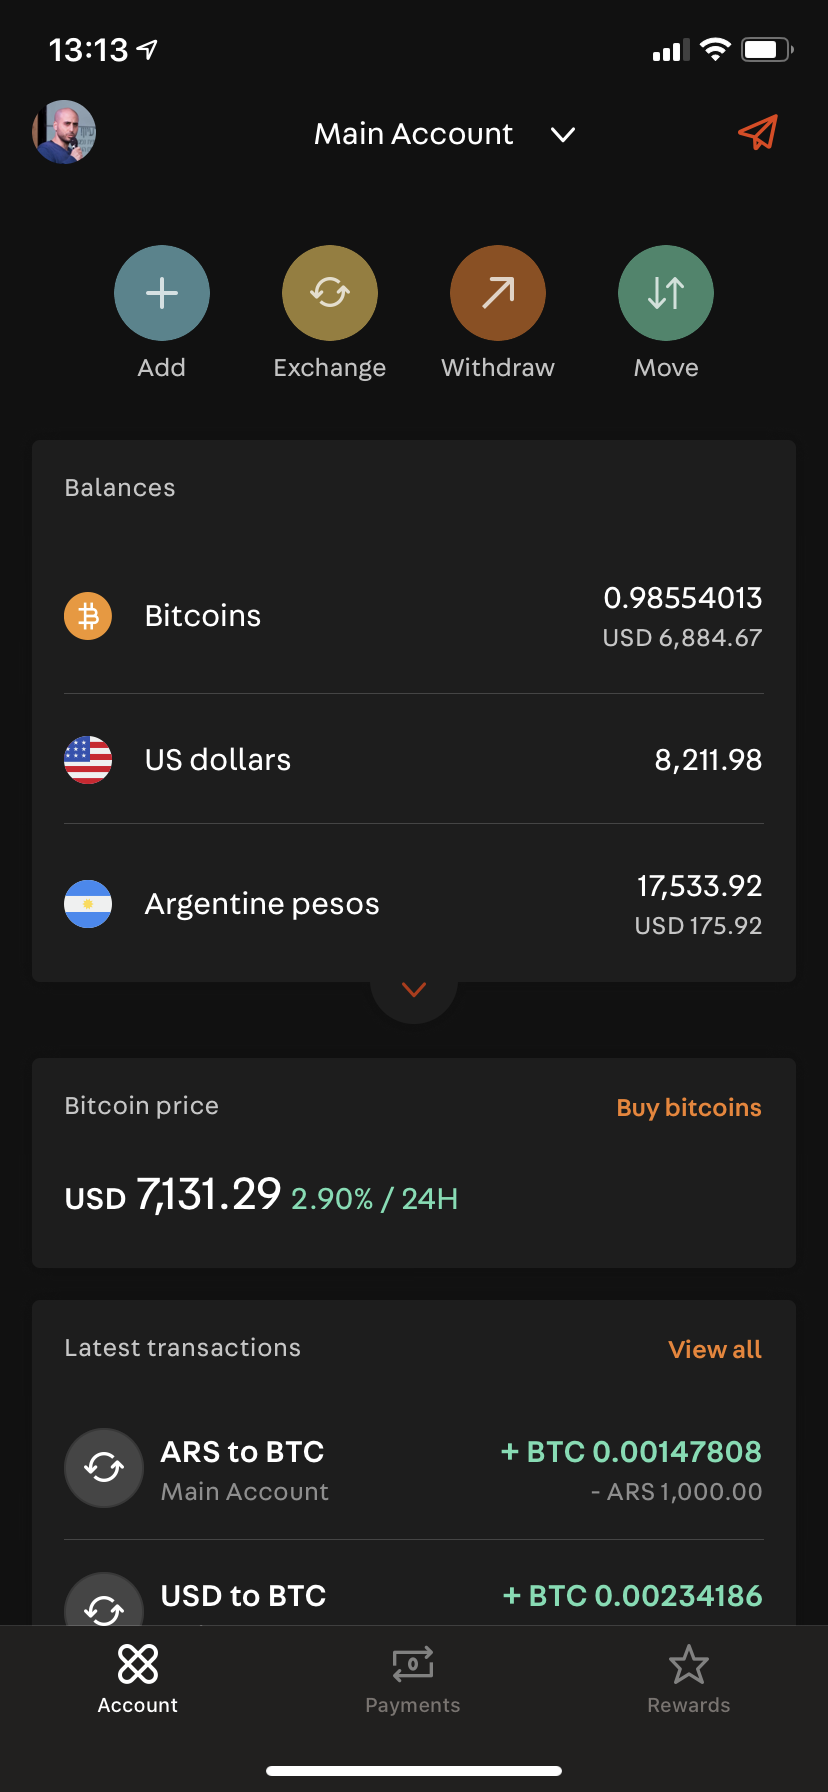 13:13
Main Account
Add Exchange Withdraw Move
Balances
Bitcoins 0.98554013
USD 6,884.67
US dollars 8,211.98
Argentine pesos 17,533.92
USD 175.92
Bitcoin price Buy bitcoins
USD 7,131.29 2.90% / 24H
Latest transactions View all
ARS to BTC + BTC 0.00147808
Main Account - ARS 1,000.00
USD to BTC + BTC 0.00234186
Account Payments Rewards